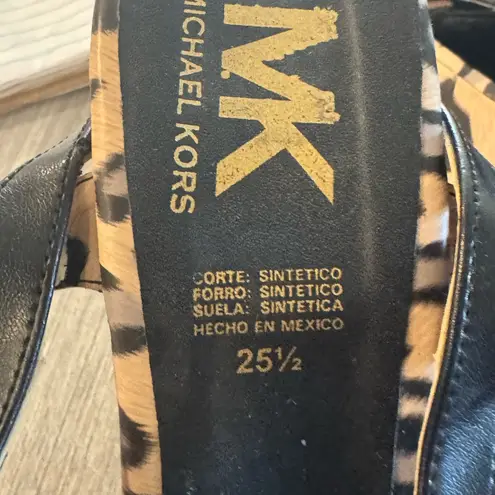 MK
MICHAEL KORS
CORTE: SINTETICO
FORRO: SINTETICO
SUELA: SINTETICA
HECHO EN MEXICO
25½